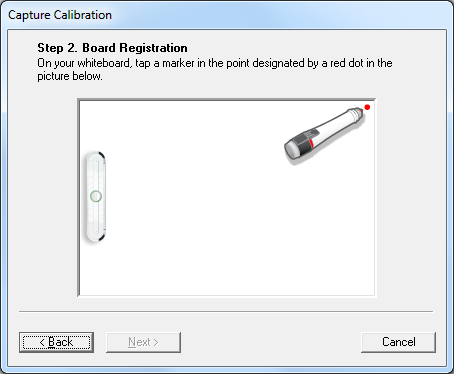 Capture Calibration
Step 2. Board Registration
On your whiteboard, tap a marker in the point designated by a red dot in the
picture below.
< Back
Next >
Cancel